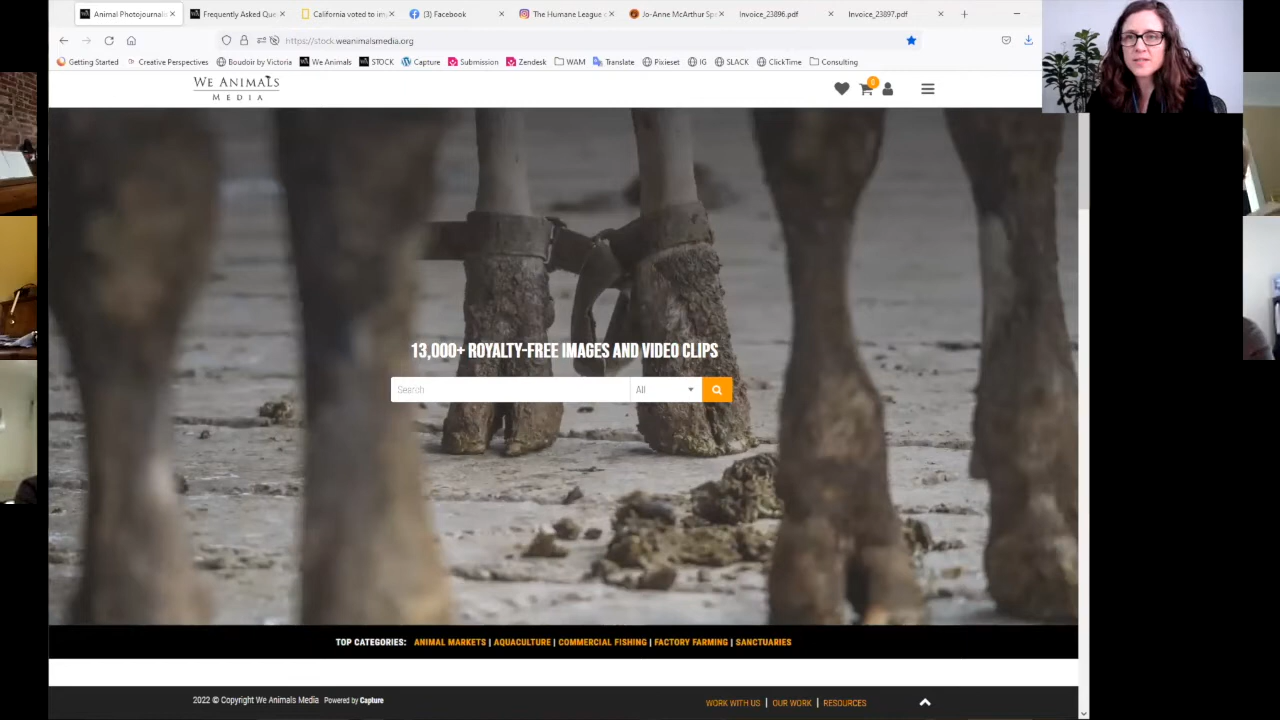 Animal Photojournali
Frequently Asked Que
California voted to im
(3) Facebook
The Humane League
Jo-Anne McArthur Sp
Invoice_23896.pdf
Invoice_23897.pdf
https://stock.weanimalsmedia.org
Getting Started
Creative Perspectives
Boudoir by Victoria
We Animals
STOCK
Capture
Submission
Zendesk
WAM
Translate
Pixieset
IG
SLACK
ClickTime
Consulting
WE ANIMALS
MEDIA
0
13,000+ ROYALTY-FREE IMAGES AND VIDEO CLIPS
Search
All
TOP CATEGORIES: ANIMAL MARKETS | AQUACULTURE | COMMERCIAL FISHING | FACTORY FARMING | SANCTUARIES
2022 © Copyright We Animals Media Powered by Capture
WORK WITH US | OUR WORK | RESOURCES